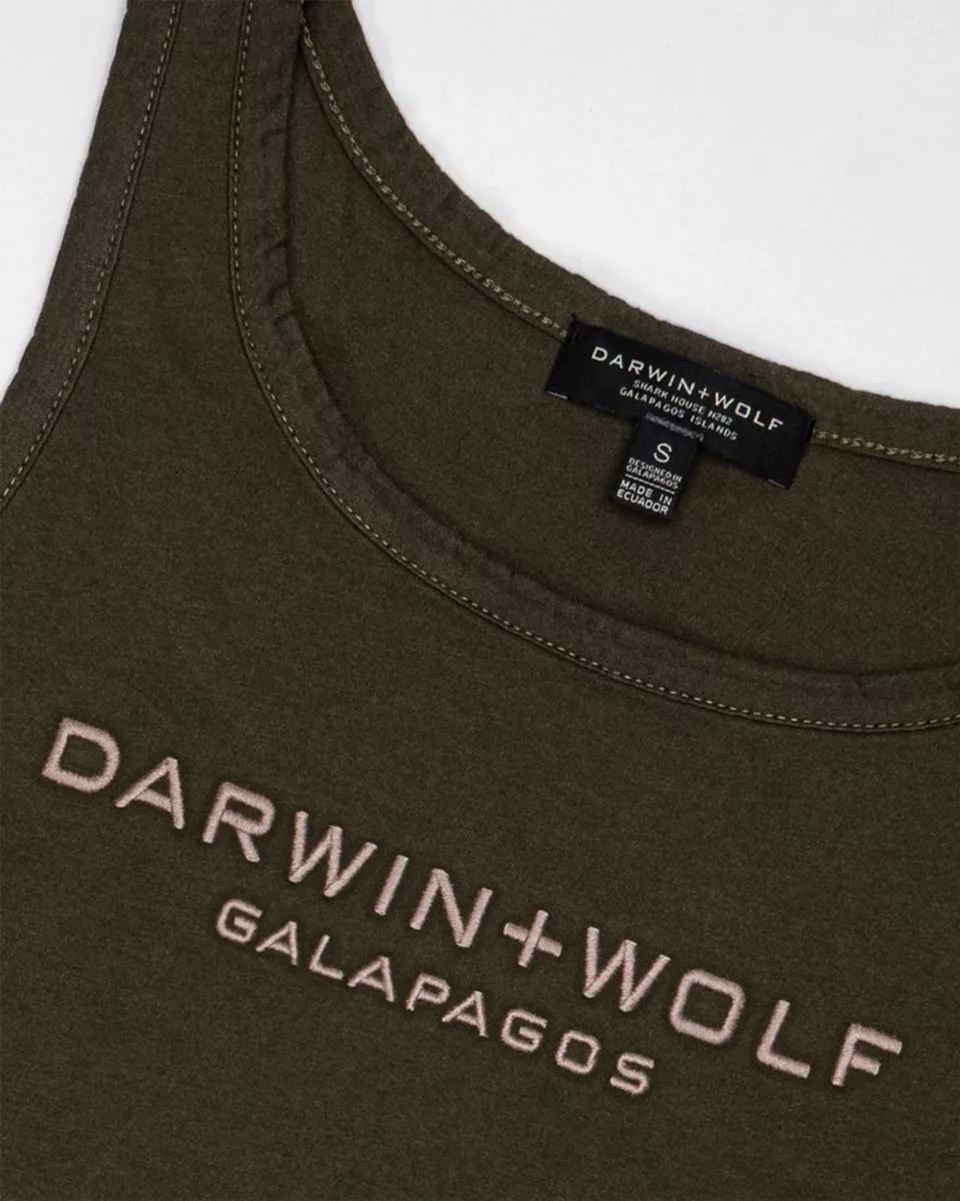 DARWIN+WOLF
SHARK HOUSE N282
GALAPAGOS ISLANDS
S
DESIGNED IN
GALAPAGOS
MADE IN
ECUADOR
DARWIN+WOLF
GALAPAGOS